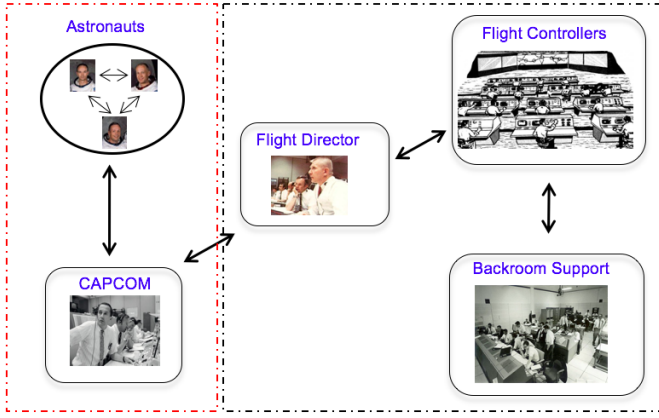 Astronauts
Flight Controllers
Flight Director
CAPCOM
Backroom Support